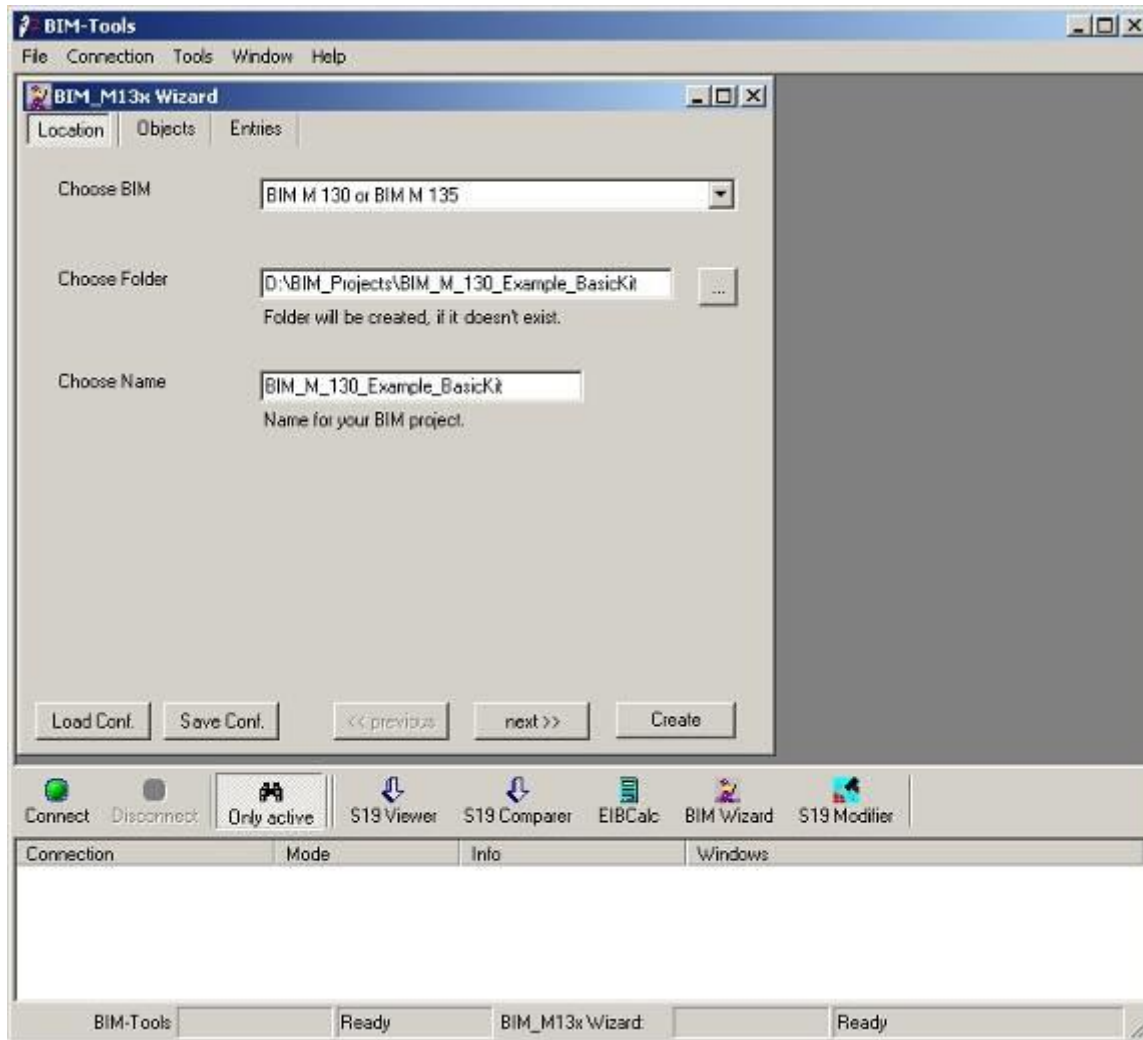 BIM-Tools
File Connection Tools Window Help
BIM_M13x Wizard
Location Objects Entries
Choose BIM BIM M 130 or BIM M 135
Choose Folder D:\BIM_Projects\BIM_M_130_Example_BasicKit ...
Folder will be created, if it doesn't exist.
Choose Name BIM_M_130_Example_BasicKit
Name for your BIM project.
Load Conf. Save Conf. << previous next >> Create
Connect Disconnect Only active S19 Viewer S19 Comparer EIBCalc BIM Wizard S19 Modifier
Connection Mode Info Windows
BIM-Tools Ready BIM_M13x Wizard: Ready